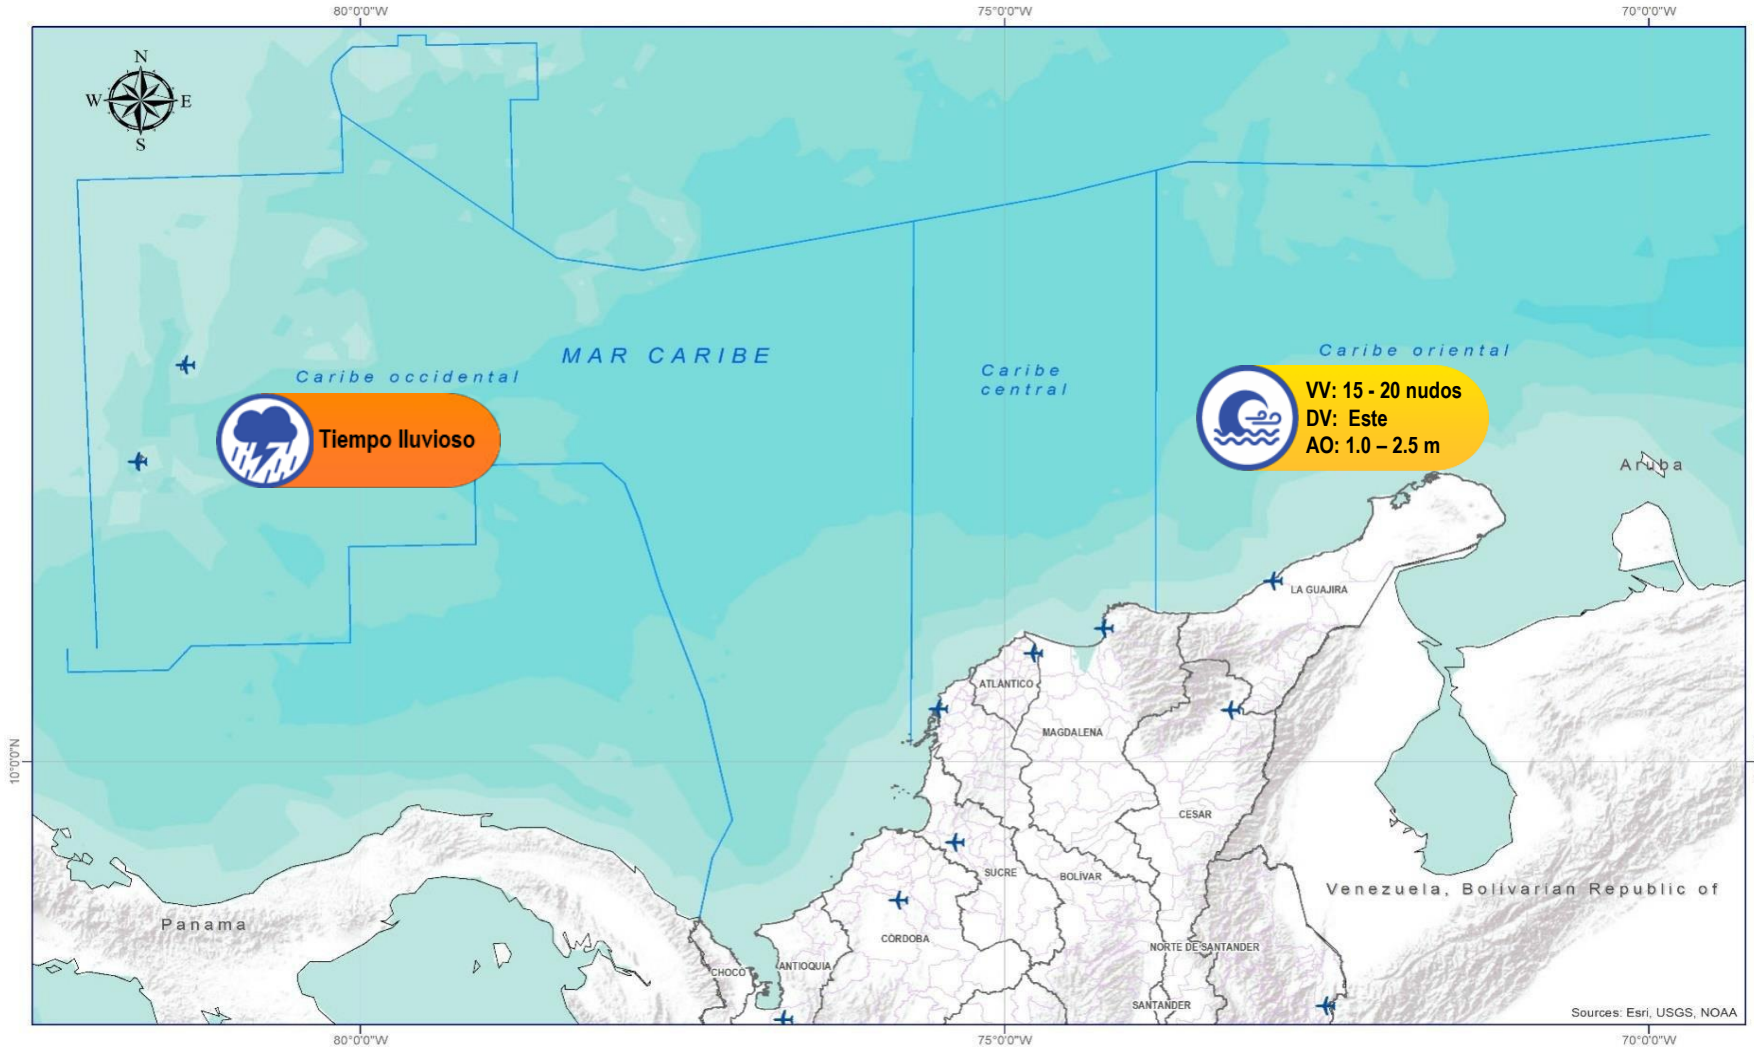 80°0'0"W
75°0'0"W
70°0'0"W
N
W
E
S
MAR CARIBE
Caribe occidental
Caribe
central
Caribe oriental
Tiempo lluvioso
VV: 15 - 20 nudos
DV: Este
AO: 1.0 – 2.5 m
Aruba
LA GUAJIRA
ATLÁNTICO
MAGDALENA
10°0'0"N
CESAR
SUCRE
BOLÍVAR
Venezuela, Bolivarian Republic of
Panama
CÓRDOBA
NORTE DE SANTANDER
CHOCÓ
ANTIOQUIA
SANTANDER
Sources: Esri, USGS, NOAA
80°0'0"W
75°0'0"W
70°0'0"W